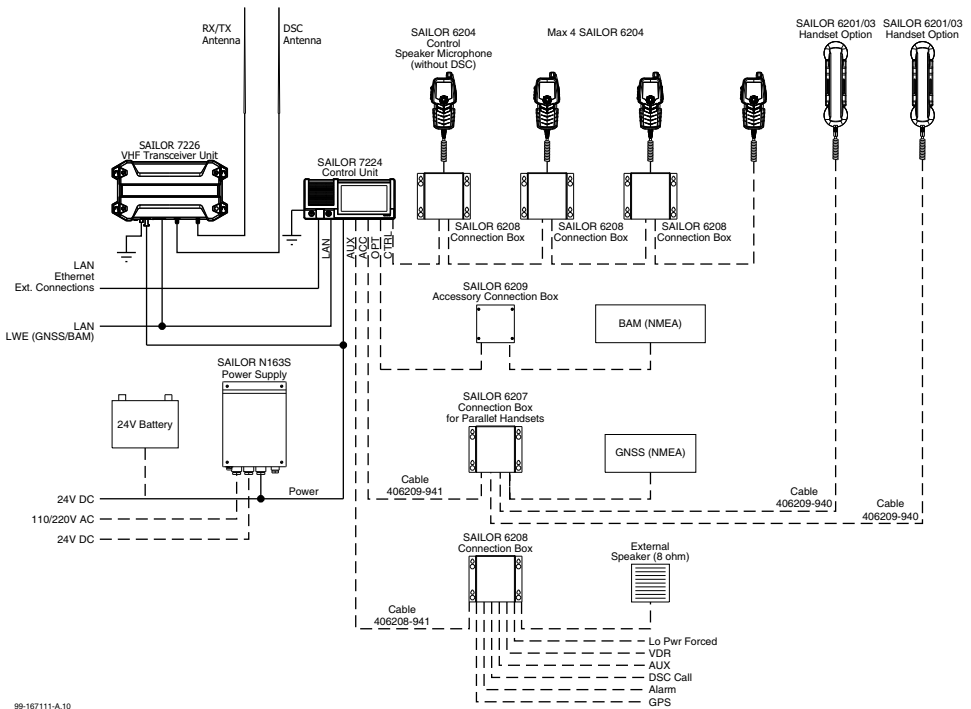 RX/TX
Antenna
DSC
Antenna
SAILOR 6204
Control
Speaker Microphone
(without DSC)
Max 4 SAILOR 6204
SAILOR 6201/03
Handset Option
SAILOR 6201/03
Handset Option
SAILOR 7226
VHF Transceiver Unit
SAILOR 7224
Control Unit
SAILOR 6208
Connection Box
SAILOR 6208
Connection Box
SAILOR 6208
Connection Box
LAN
AUX
ACC
OPT
CTRL
LAN
Ethernet
Ext. Connections
LAN
LWE (GNSS/BAM)
SAILOR 6209
Accessory Connection Box
BAM (NMEA)
SAILOR N163S
Power Supply
24V Battery
SAILOR 6207
Connection Box
for Parallel Handsets
GNSS (NMEA)
Power
Cable
406209-941
Cable
406209-940
Cable
406209-940
24V DC
110/220V AC
24V DC
SAILOR 6208
Connection Box
External
Speaker (8 ohm)
Cable
406208-941
Lo Pwr Forced
VDR
AUX
DSC Call
Alarm
GPS
99-167111-A.10